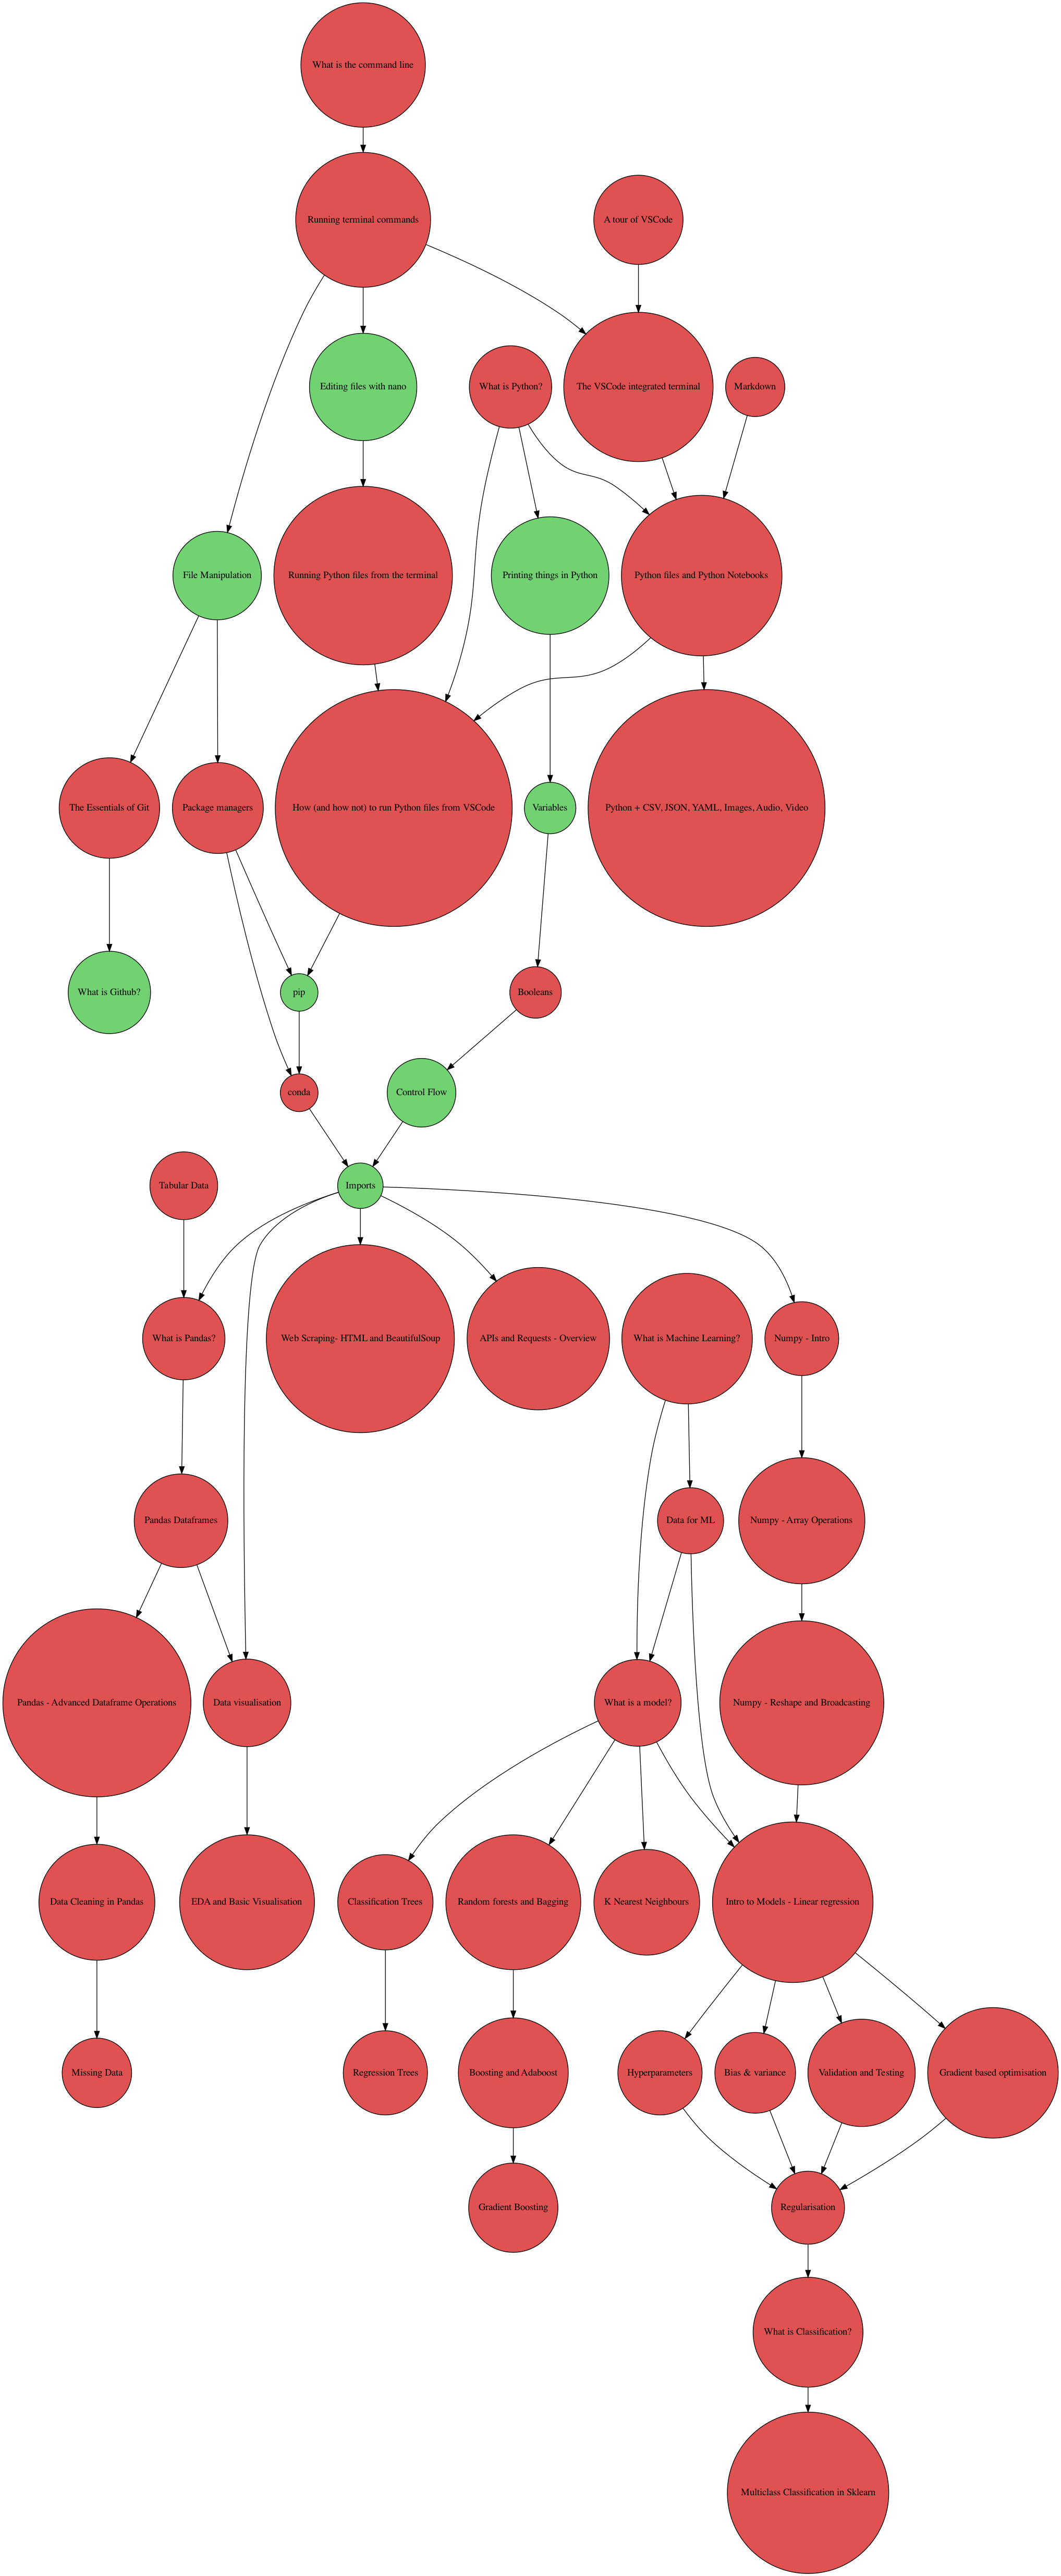 What is the command line
Running terminal commands
A tour of VSCode
Editing files with nano
What is Python?
The VSCode integrated terminal
Markdown
File Manipulation
Running Python files from the terminal
Printing things in Python
Python files and Python Notebooks
The Essentials of Git
Package managers
How (and how not) to run Python files from VSCode
Variables
Python + CSV, JSON, YAML, Images, Audio, Video
What is Github?
pip
Booleans
conda
Control Flow
Tabular Data
Imports
What is Pandas?
Web Scraping- HTML and BeautifulSoup
APIs and Requests - Overview
What is Machine Learning?
Numpy - Intro
Pandas Dataframes
Data for ML
Numpy - Array Operations
Pandas - Advanced Dataframe Operations
Data visualisation
What is a model?
Numpy - Reshape and Broadcasting
Data Cleaning in Pandas
EDA and Basic Visualisation
Classification Trees
Random forests and Bagging
K Nearest Neighbours
Intro to Models - Linear regression
Missing Data
Regression Trees
Boosting and Adaboost
Hyperparameters
Bias & variance
Validation and Testing
Gradient based optimisation
Gradient Boosting
Regularisation
What is Classification?
Multiclass Classification in Sklearn